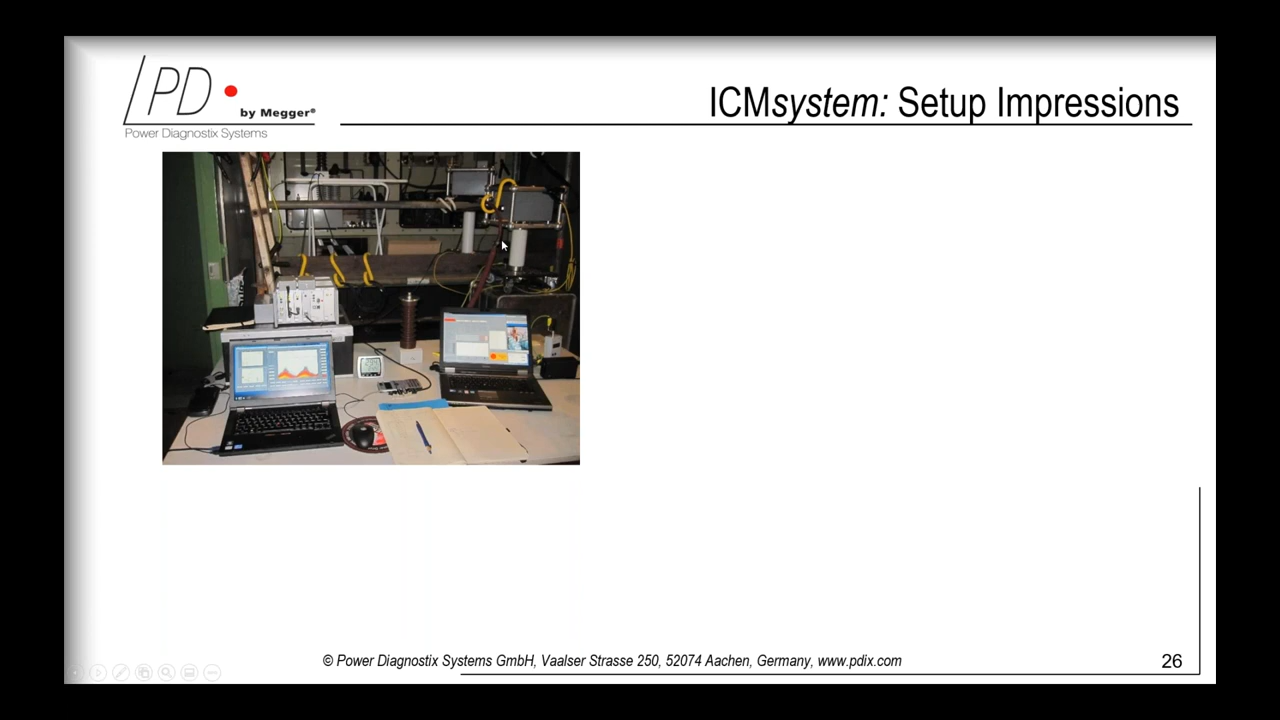 PD
by Megger®
Power Diagnostix Systems
ICMsystem: Setup Impressions
© Power Diagnostix Systems GmbH, Vaalser Strasse 250, 52074 Aachen, Germany, www.pdix.com
26